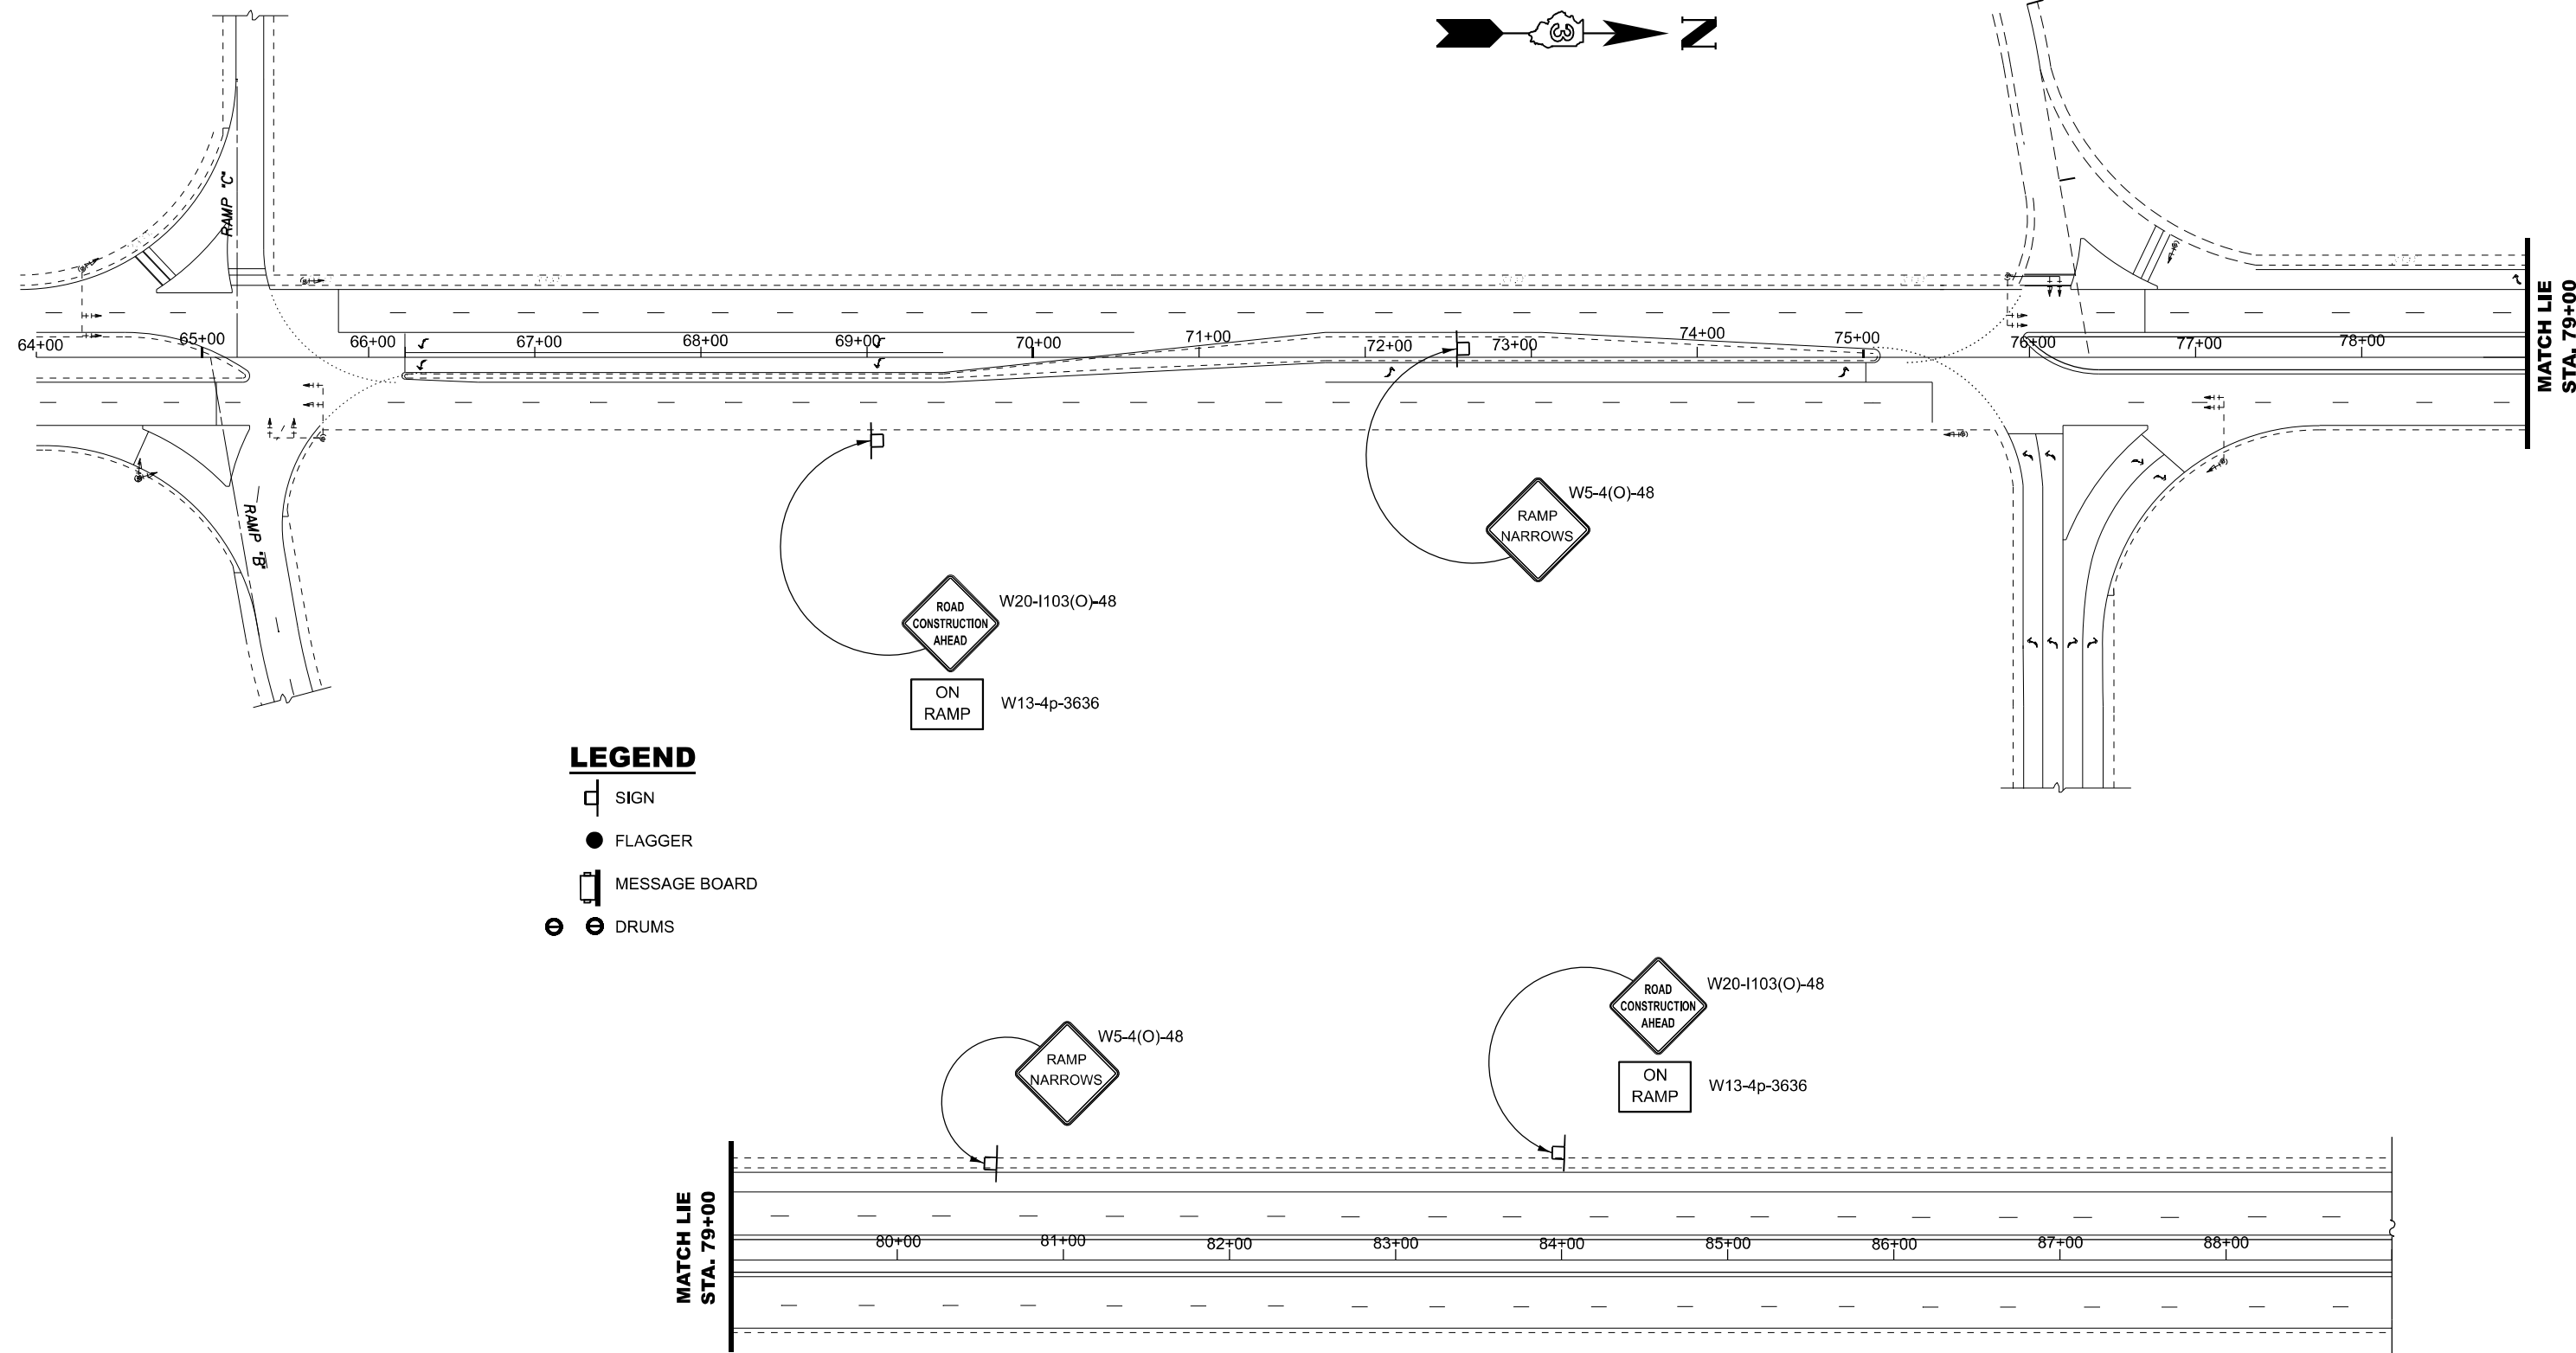 3
N
RAMP "C"
64+00
65+00
66+00
67+00
68+00
69+00
70+00
71+00
72+00
73+00
74+00
75+00
76+00
77+00
78+00
MATCH LIE
STA. 79+00
RAMP "B"
RAMP
NARROWS
W5-4(O)-48
ROAD
CONSTRUCTION
AHEAD
W20-I103(O)-48
ON
RAMP
W13-4p-3636
LEGEND
SIGN
FLAGGER
MESSAGE BOARD
DRUMS
RAMP
NARROWS
W5-4(O)-48
ROAD
CONSTRUCTION
AHEAD
W20-I103(O)-48
ON
RAMP
W13-4p-3636
MATCH LIE
STA. 79+00
80+00
81+00
82+00
83+00
84+00
85+00
86+00
87+00
88+00